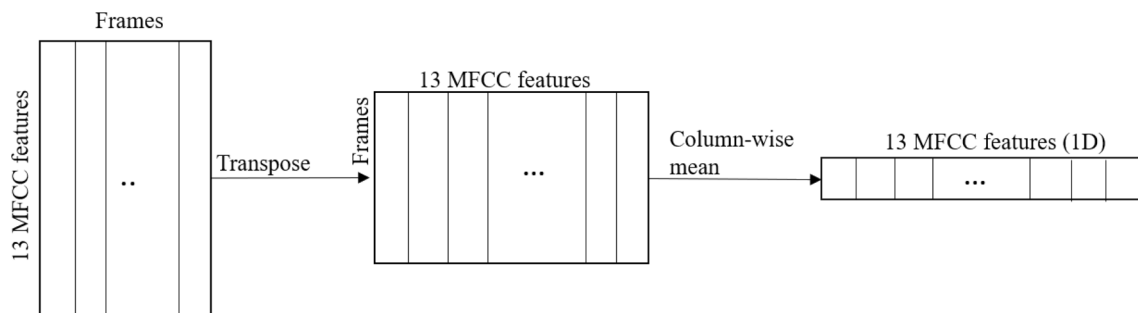 Frames
13 MFCC features
..
Transpose
13 MFCC features
Frames
...
Column-wise
mean
13 MFCC features (1D)
...